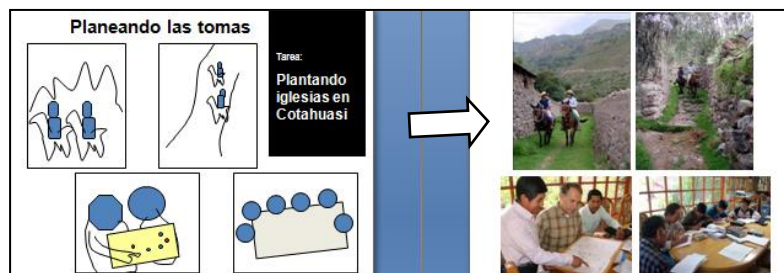 Planeando las tomas
Tarea:
Plantando
iglesias en
Cotahuasi